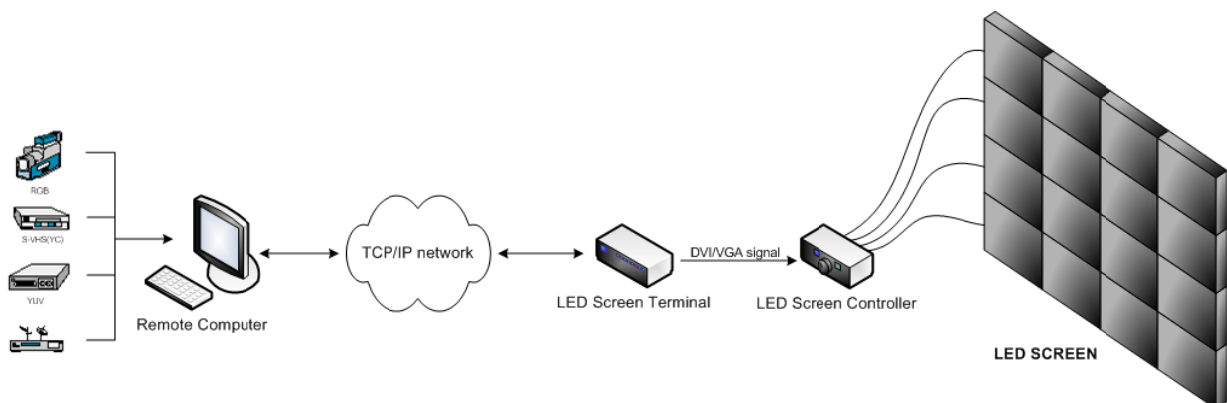 RGB
S-VHS(YC)
YUV
Remote Computer
TCP/IP network
LED Screen Terminal
DVI/VGA signal
LED Screen Controller
LED SCREEN